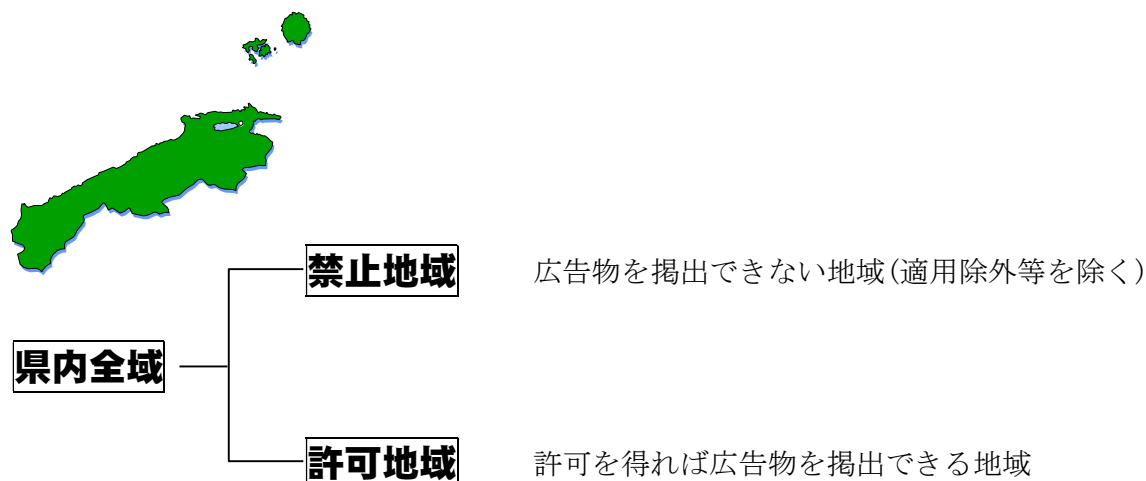 禁止地域 広告物を掲出できない地域(適用除外等を除く)
県内全域
許可地域 許可を得れば広告物を掲出できる地域